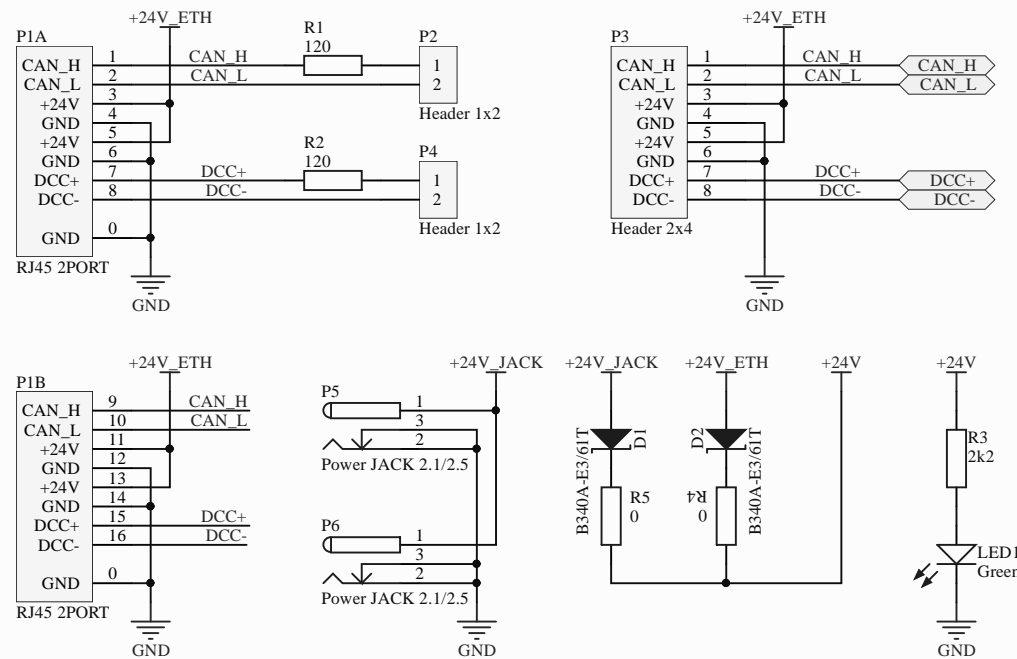 +24V_ETH
P1A
CAN_H 1 CAN_H
CAN_L 2 CAN_L
+24V 3
GND 4
+24V 5
GND 6
DCC+ 7 DCC+
DCC- 8 DCC-
GND 0
RJ45 2PORT
GND
R1
120
P2
1
2
Header 1x2
R2
120
P4
1
2
Header 1x2
+24V_ETH
P3
CAN_H 1 CAN_H CAN_H
CAN_L 2 CAN_L CAN_L
+24V 3
GND 4
+24V 5
GND 6
DCC+ 7 DCC+ DCC+
DCC- 8 DCC- DCC-
Header 2x4
GND
+24V_ETH
P1B
CAN_H 9 CAN_H
CAN_L 10 CAN_L
+24V 11
GND 12
+24V 13
GND 14
DCC+ 15 DCC+
DCC- 16 DCC-
GND 0
RJ45 2PORT
GND
+24V_JACK
P5
1
3
2
Power JACK 2.1/2.5
P6
1
3
2
Power JACK 2.1/2.5
GND
+24V_JACK
D1
B340A-E3/61T
R5
0
+24V_ETH
D2
B340A-E3/61T
R4
0
+24V
+24V
R3
2k2
LED1
Green
GND